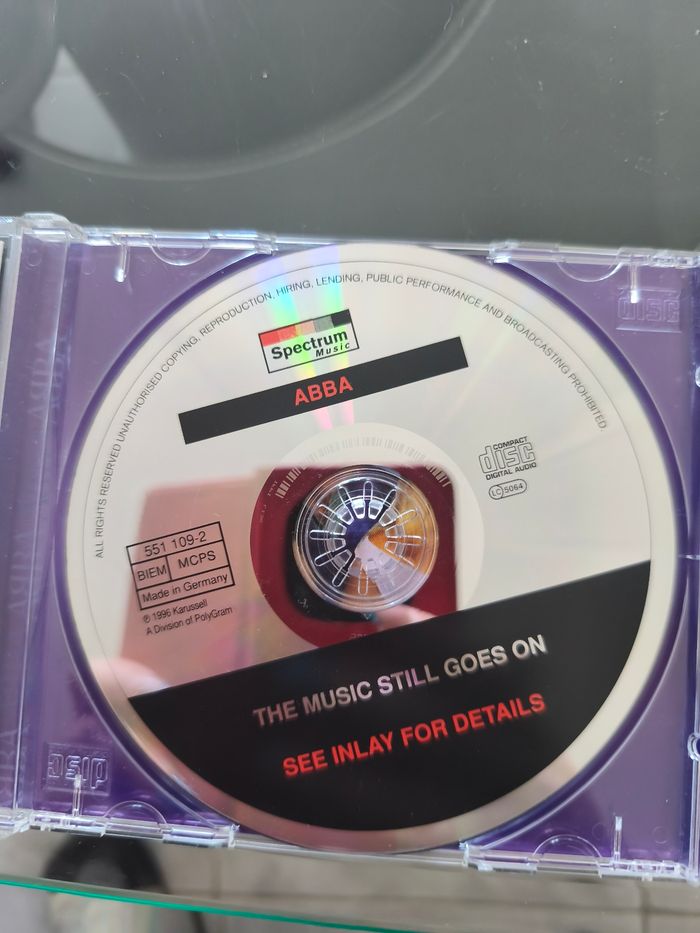 ALL RIGHTS RESERVED UNAUTHORISED COPYING, REPRODUCTION, HIRING, LENDING, PUBLIC PERFORMANCE AND BROADCASTING PROHIBITED.
Spectrum
Music
ABBA
COMPACT
disc
DIGITAL AUDIO
LC 5064
551 109-2
BIEM MCPS
Made in Germany
℗ 1996 Karussell
A Division of PolyGram
THE MUSIC STILL GOES ON
SEE INLAY FOR DETAILS
disc
disc